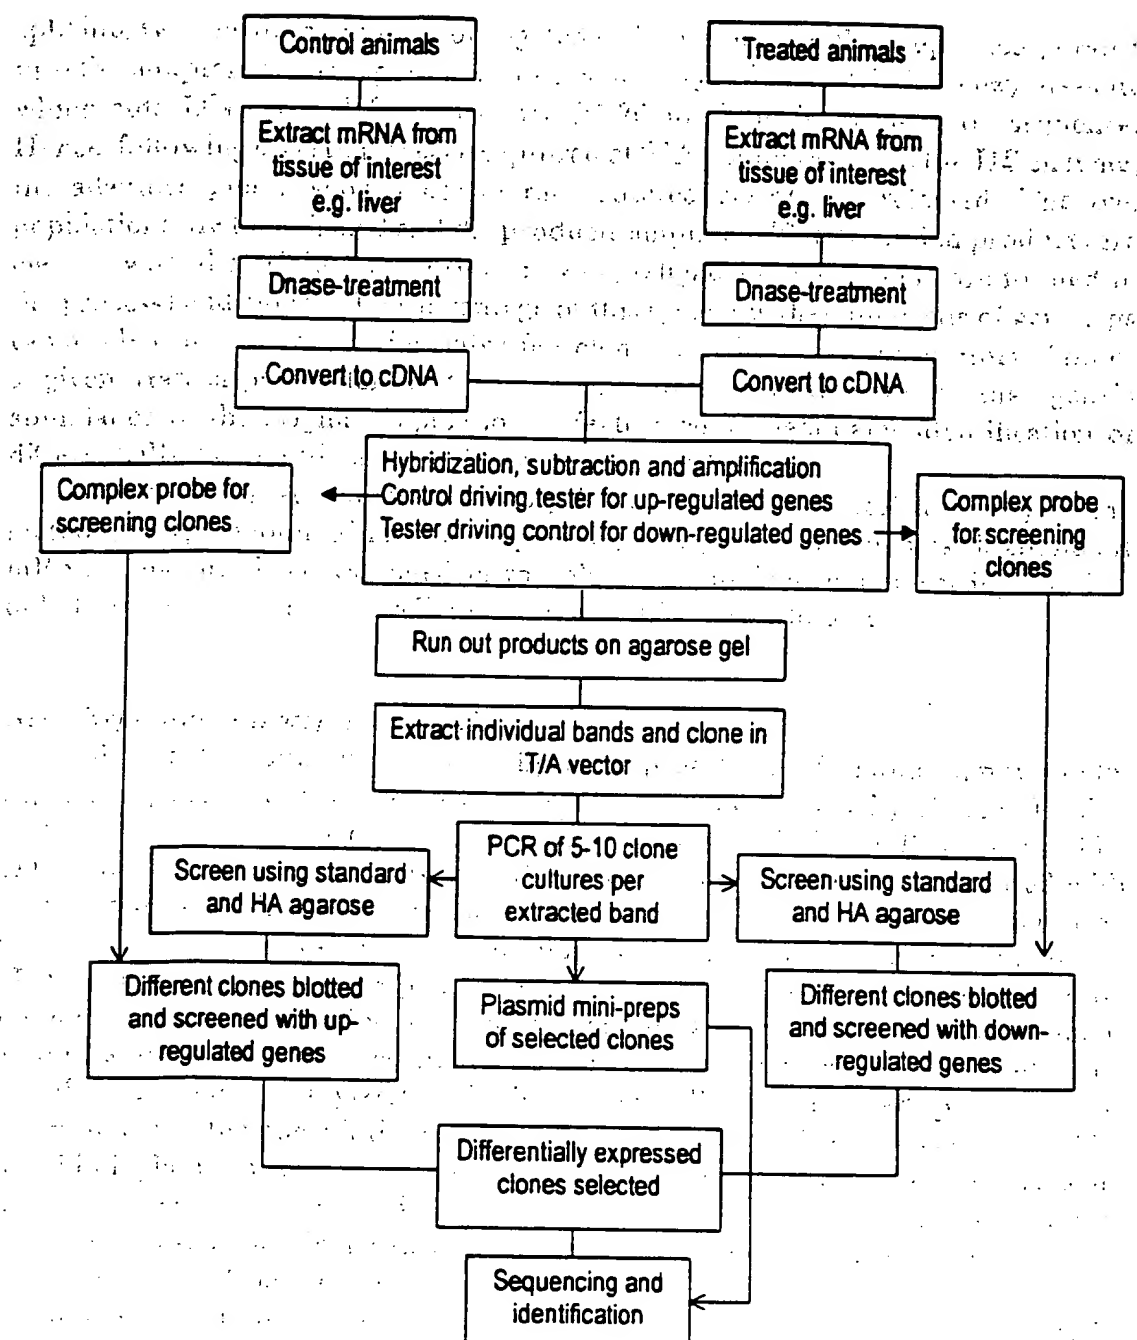 Control animals
Treated animals
Extract mRNA from
tissue of interest
e.g. liver
Extract mRNA from
tissue of interest
e.g. liver
Dnase-treatment
Dnase-treatment
Convert to cDNA
Convert to cDNA
Hybridization, subtraction and amplification
Control driving tester for up-regulated genes
Tester driving control for down-regulated genes
Complex probe for
screening clones
Complex probe
for screening
clones
Run out products on agarose gel
Extract individual bands and clone in
T/A vector
PCR of 5-10 clone
cultures per
extracted band
Screen using standard
and HA agarose
Screen using standard
and HA agarose
Different clones blotted
and screened with up-
regulated genes
Plasmid mini-preps
of selected clones
Different clones blotted
and screened with down-
regulated genes
Differentially expressed
clones selected
Sequencing and
identification